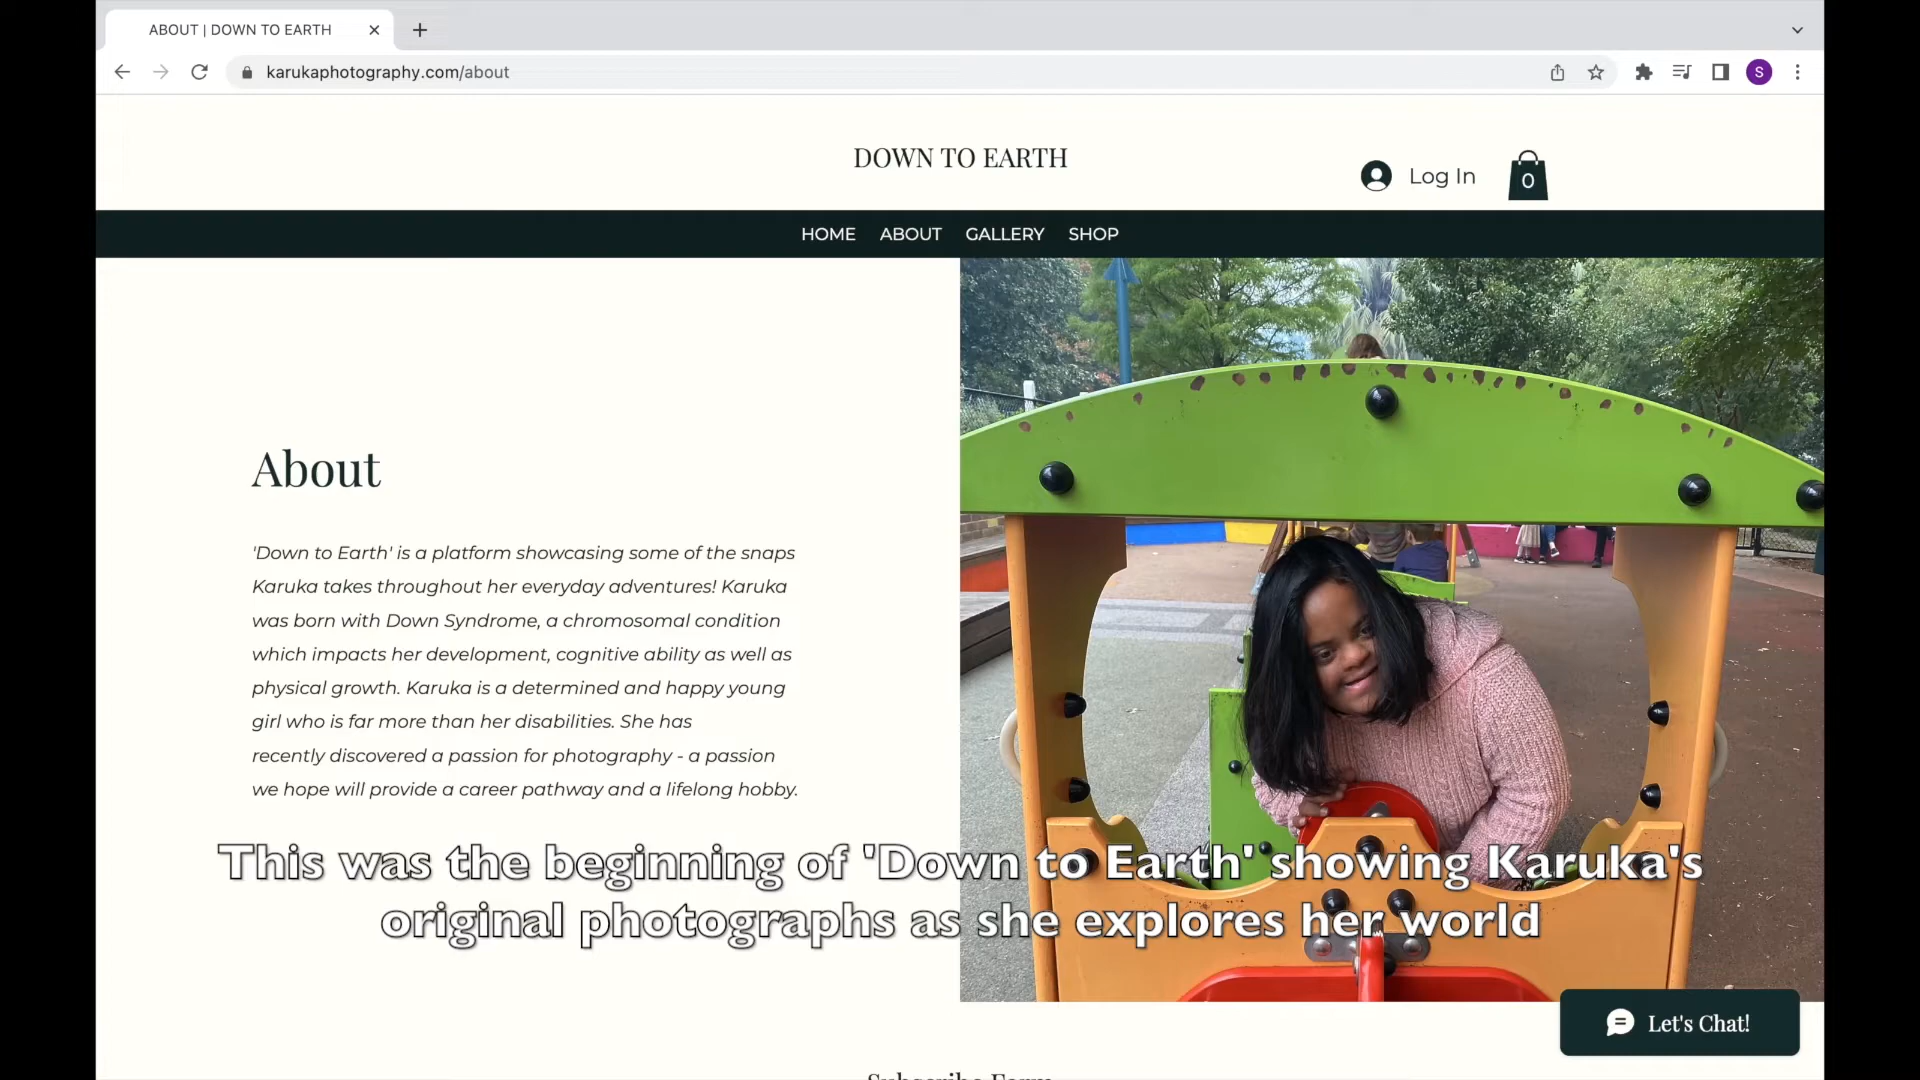 ABOUT | DOWN TO EARTH
karukaphotography.com/about
S
DOWN TO EARTH
Log In
0
HOME ABOUT GALLERY SHOP
About
'Down to Earth' is a platform showcasing some of the snaps
Karuka takes throughout her everyday adventures! Karuka
was born with Down Syndrome, a chromosomal condition
which impacts her development, cognitive ability as well as
physical growth. Karuka is a determined and happy young
girl who is far more than her disabilities. She has
recently discovered a passion for photography - a passion
we hope will provide a career pathway and a lifelong hobby.
This was the beginning of 'Down to Earth' showing Karuka's
original photographs as she explores her world
Let's Chat!
Subscribe Form